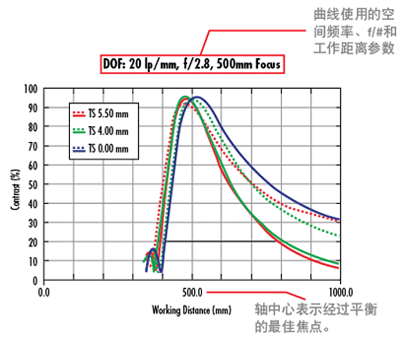 曲线使用的空
间频率、f/#和
工作距离参数
DOF: 20 lp/mm, f/2.8, 500mm Focus
100
90
80
70
60
50
40
30
20
10
0
Contrast (%)
TS 5.50 mm
TS 4.00 mm
TS 0.00 mm
0.0
500.0
1000.0
Working Distance (mm)
轴中心表示经过平衡
的最佳焦点。